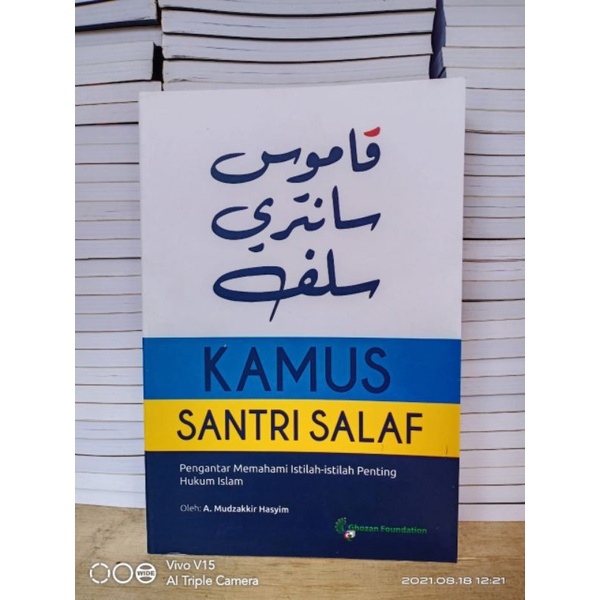 قاموس
سانتري
سلف
KAMUS
SANTRI SALAF
Pengantar Memahami Istilah-istilah Penting
Hukum Islam
Oleh: A. Mudzakkir Hasyim
Ghozan Foundation
WIDE
Vivo V15
AI Triple Camera
2021.08.18 12:21